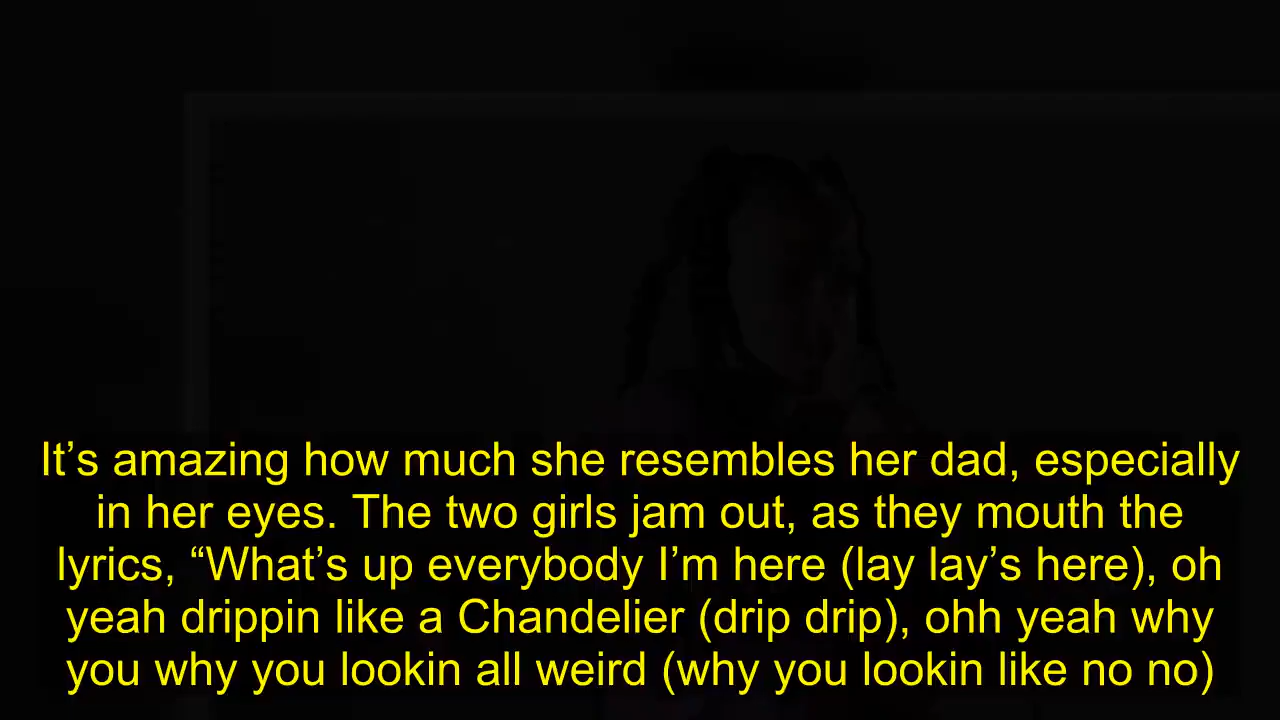 It’s amazing how much she resembles her dad, especially
in her eyes. The two girls jam out, as they mouth the
lyrics, “What’s up everybody I’m here (lay lay’s here), oh
yeah drippin like a Chandelier (drip drip), ohh yeah why
you why you lookin all weird (why you lookin like no no)